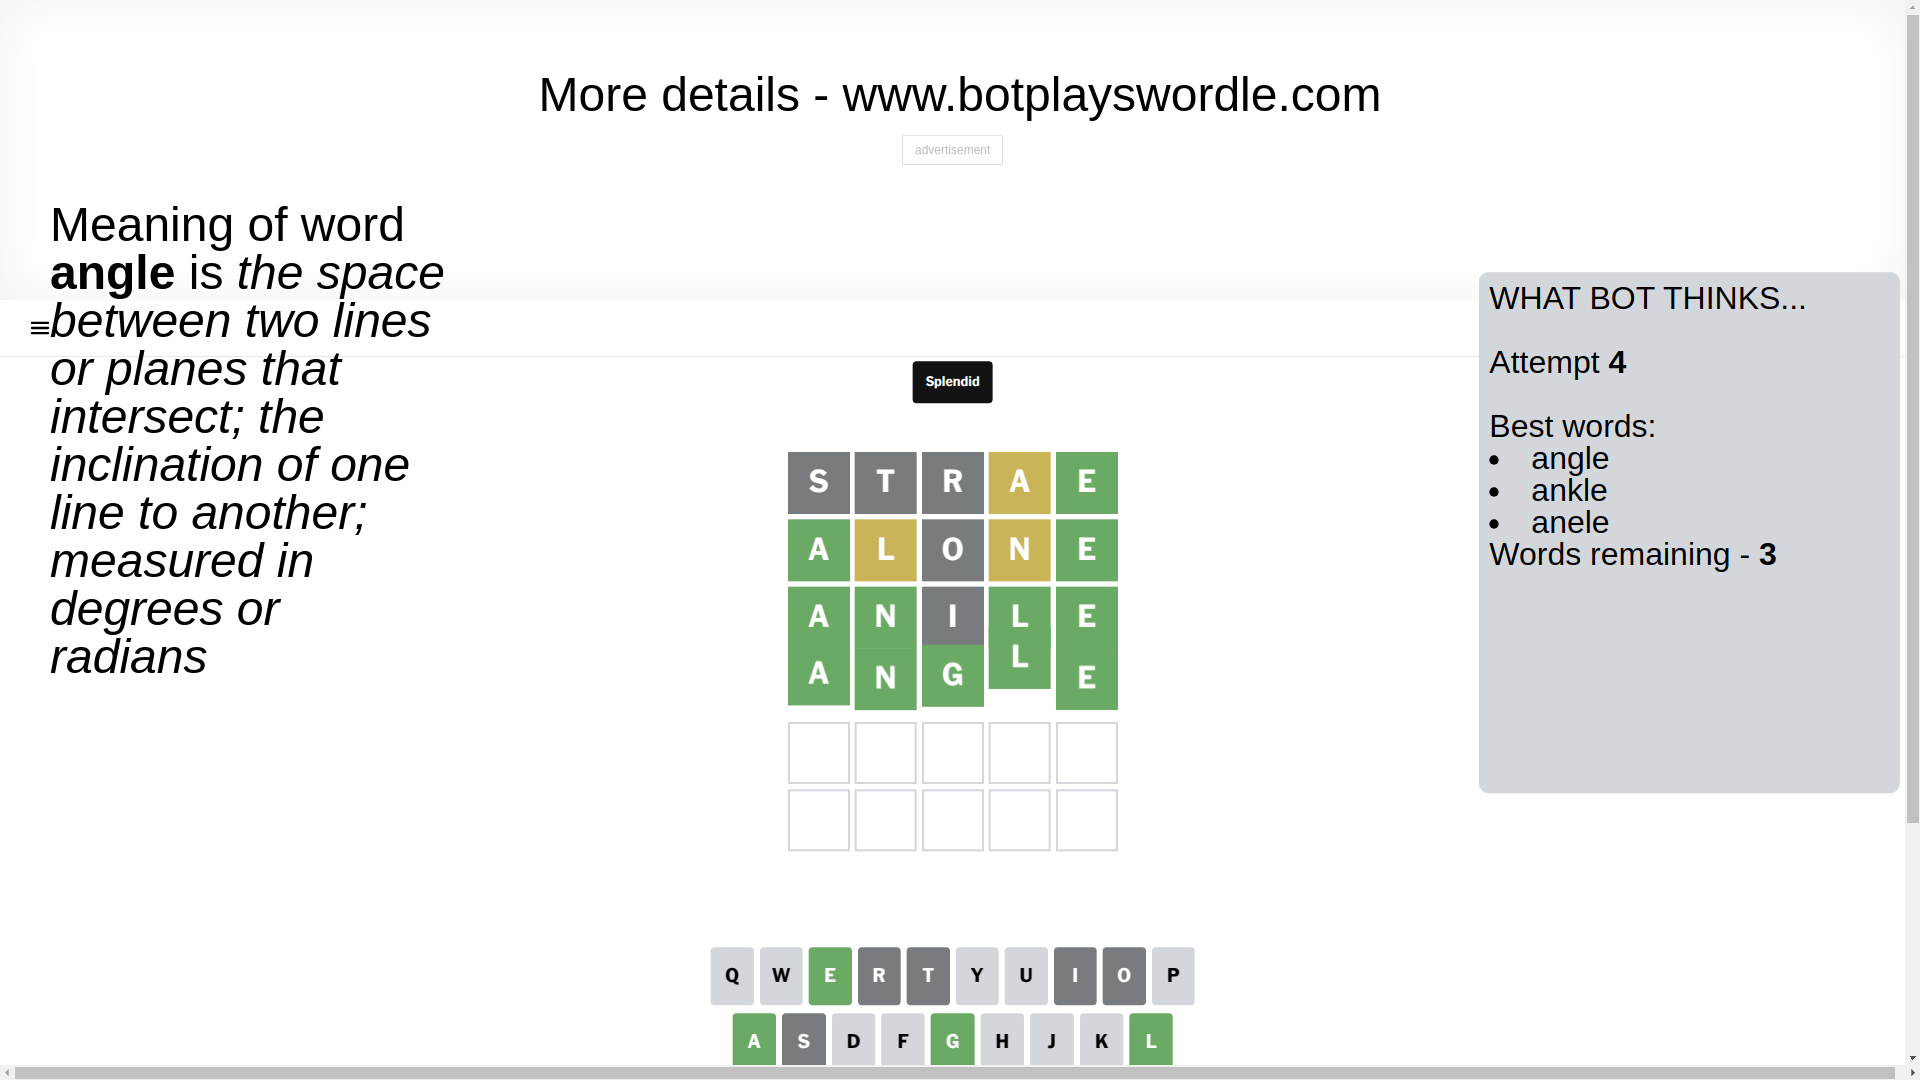 More details - www.botplayswordle.com
advertisement
Meaning of word
angle is the space
between two lines
or planes that
intersect; the
inclination of one
line to another;
measured in
degrees or
radians
Splendid
S T R A E
A L O N E
A N I L E
A N G L E
WHAT BOT THINKS...
Attempt 4
Best words:
• angle
• ankle
• anele
Words remaining - 3
Q W E R T Y U I O P
A S D F G H J K L